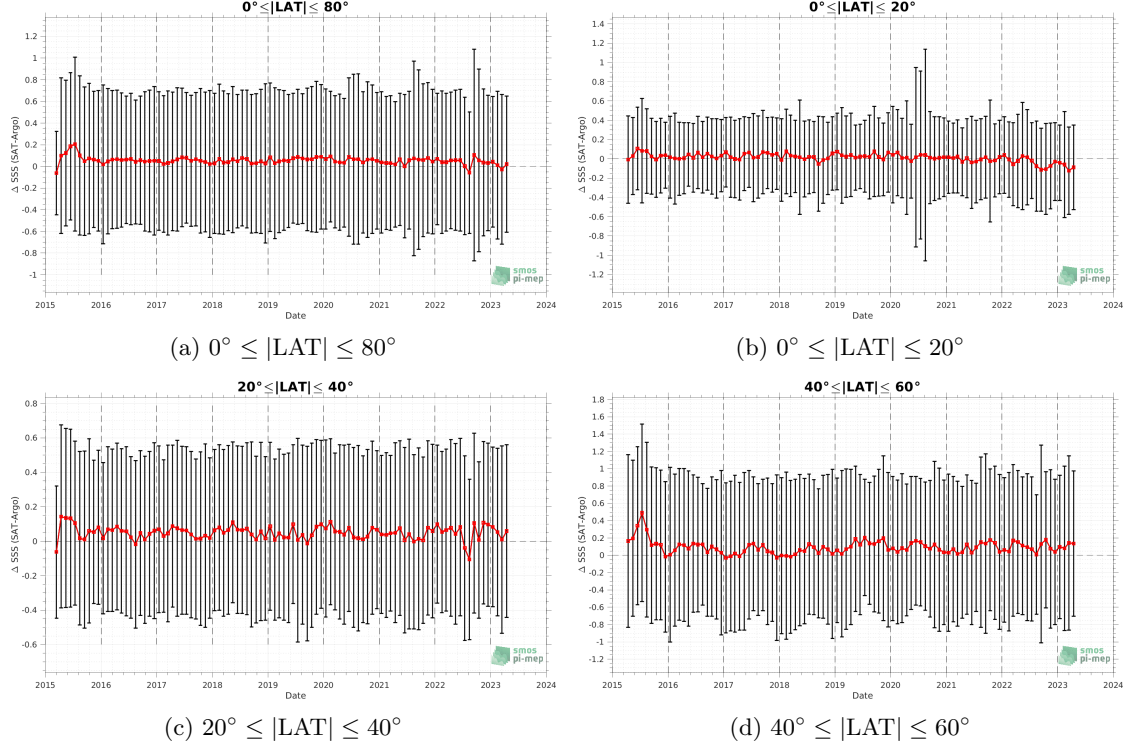 0°≤|LAT|≤ 80°
1.2
1
0.8
0.6
0.4
0.2
0
-0.2
-0.4
-0.6
-0.8
-1
Δ SSS (SAT-Argo)
2015 2016 2017 2018 2019 2020 2021 2022 2023 2024
Date
smos
pi-mep
(a) 0° ≤ |LAT| ≤ 80°
0°≤|LAT|≤ 20°
1.4
1.2
1
0.8
0.6
0.4
0.2
0
-0.2
-0.4
-0.6
-0.8
-1
-1.2
Δ SSS (SAT-Argo)
2015 2016 2017 2018 2019 2020 2021 2022 2023 2024
Date
smos
pi-mep
(b) 0° ≤ |LAT| ≤ 20°
20°≤|LAT|≤ 40°
0.8
0.6
0.4
0.2
0
-0.2
-0.4
-0.6
Δ SSS (SAT-Argo)
2015 2016 2017 2018 2019 2020 2021 2022 2023 2024
Date
smos
pi-mep
(c) 20° ≤ |LAT| ≤ 40°
40°≤|LAT|≤ 60°
1.8
1.6
1.4
1.2
1
0.8
0.6
0.4
0.2
0
-0.2
-0.4
-0.6
-0.8
-1
-1.2
Δ SSS (SAT-Argo)
2015 2016 2017 2018 2019 2020 2021 2022 2023 2024
Date
smos
pi-mep
(d) 40° ≤ |LAT| ≤ 60°